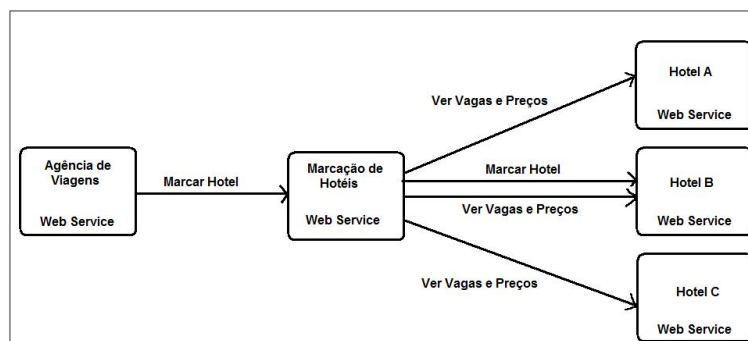 Agência de
Viagens
Web Service
Marcar Hotel
Marcação de
Hotéis
Web Service
Ver Vagas e Preços
Marcar Hotel
Ver Vagas e Preços
Ver Vagas e Preços
Hotel A
Web Service
Hotel B
Web Service
Hotel C
Web Service